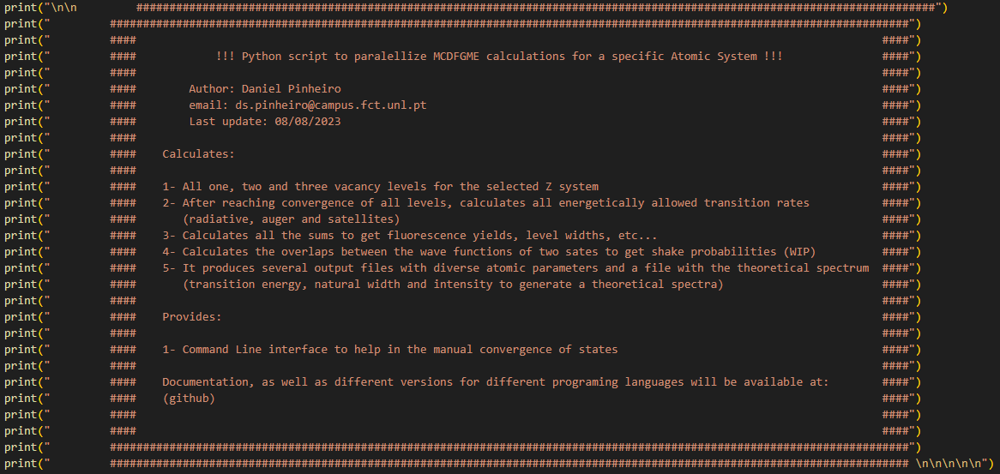 print("\n\n         #########################################################################################################################")
print("         #########################################################################################################################")
print("         ####                                                                                                                 ####")
print("         ####            !!! Python script to paralellize MCDFGME calculations for a specific Atomic System !!!               ####")
print("         ####                                                                                                                 ####")
print("         ####        Author: Daniel Pinheiro                                                                                  ####")
print("         ####        email: ds.pinheiro@campus.fct.unl.pt                                                                     ####")
print("         ####        Last update: 08/08/2023                                                                                  ####")
print("         ####                                                                                                                 ####")
print("         ####    Calculates:                                                                                                  ####")
print("         ####                                                                                                                 ####")
print("         ####    1- All one, two and three vacancy levels for the selected Z system                                           ####")
print("         ####    2- After reaching convergence of all levels, calculates all energetically allowed transition rates           ####")
print("         ####       (radiative, auger and satellites)                                                                         ####")
print("         ####    3- Calculates all the sums to get fluorescence yields, level widths, etc...                                  ####")
print("         ####    4- Calculates the overlaps between the wave functions of two sates to get shake probabilities (WIP)          ####")
print("         ####    5- It produces several output files with diverse atomic parameters and a file with the theoretical spectrum  ####")
print("         ####       (transition energy, natural width and intensity to generate a theoretical spectra)                        ####")
print("         ####                                                                                                                 ####")
print("         ####    Provides:                                                                                                    ####")
print("         ####                                                                                                                 ####")
print("         ####    1- Command Line interface to help in the manual convergence of states                                        ####")
print("         ####                                                                                                                 ####")
print("         ####    Documentation, as well as different versions for different programing languages will be available at:        ####")
print("         ####    (github)                                                                                                     ####")
print("         ####                                                                                                                 ####")
print("         ####                                                                                                                 ####")
print("         #########################################################################################################################")
print("         ######################################################################################################################### \n\n\n\n\n")